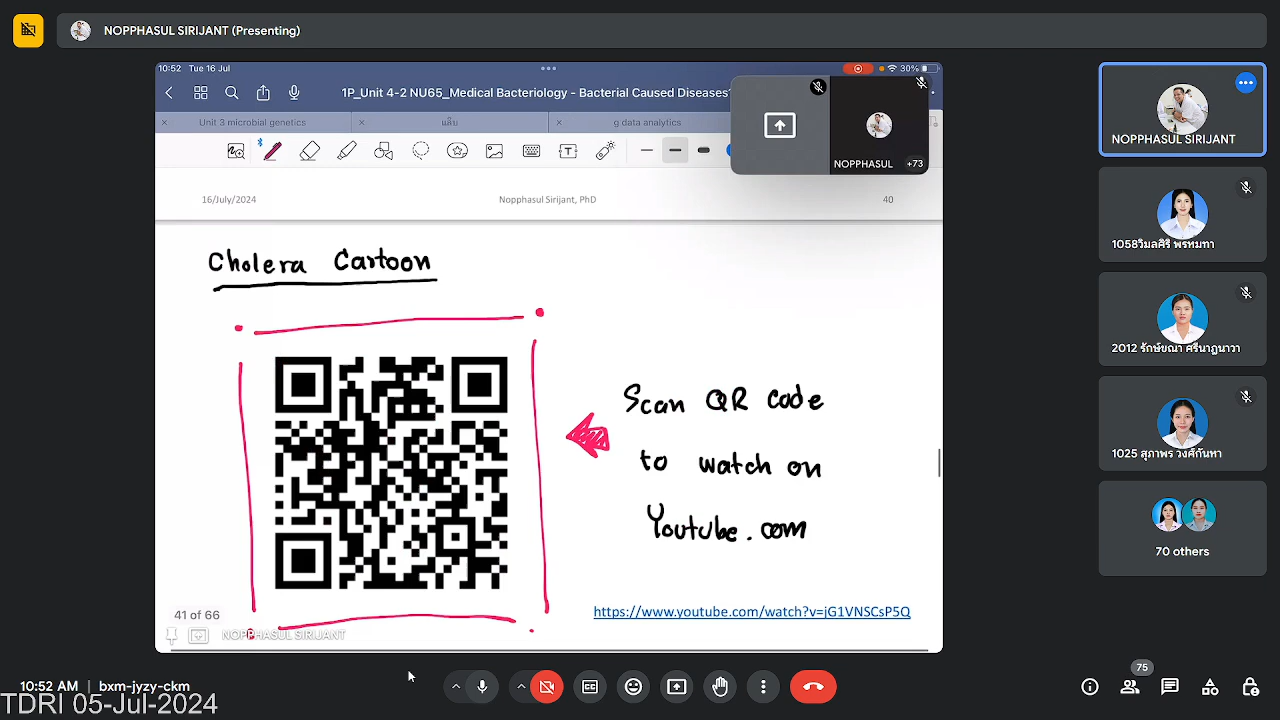 NOPPHASUL SIRIJANT (Presenting)
10:52 Tue 16 Jul
30%
1P_Unit 4-2 NU65_Medical Bacteriology - Bacterial Caused Diseases
Unit 3 microbial genetics
g data analytics
NOPPHASUL
+73
16/July/2024
Nopphasul Sirijant, PhD
40
Cholera Cartoon
Scan QR code
to watch on
Youtube.com
https://www.youtube.com/watch?v=jG1VNSCsP5Q
41 of 66
NOPPHASUL SIRIJANT
NOPPHASUL SIRIJANT
1058วิมลศิริ พรหมทา
2012 รักษ์ขณา ศรีนาฎนาวา
1025 สุภาพร วงค์กันทา
70 others
10:52 AM
bxm-jyzy-ckm
75
TDRI 05-Jul-2024